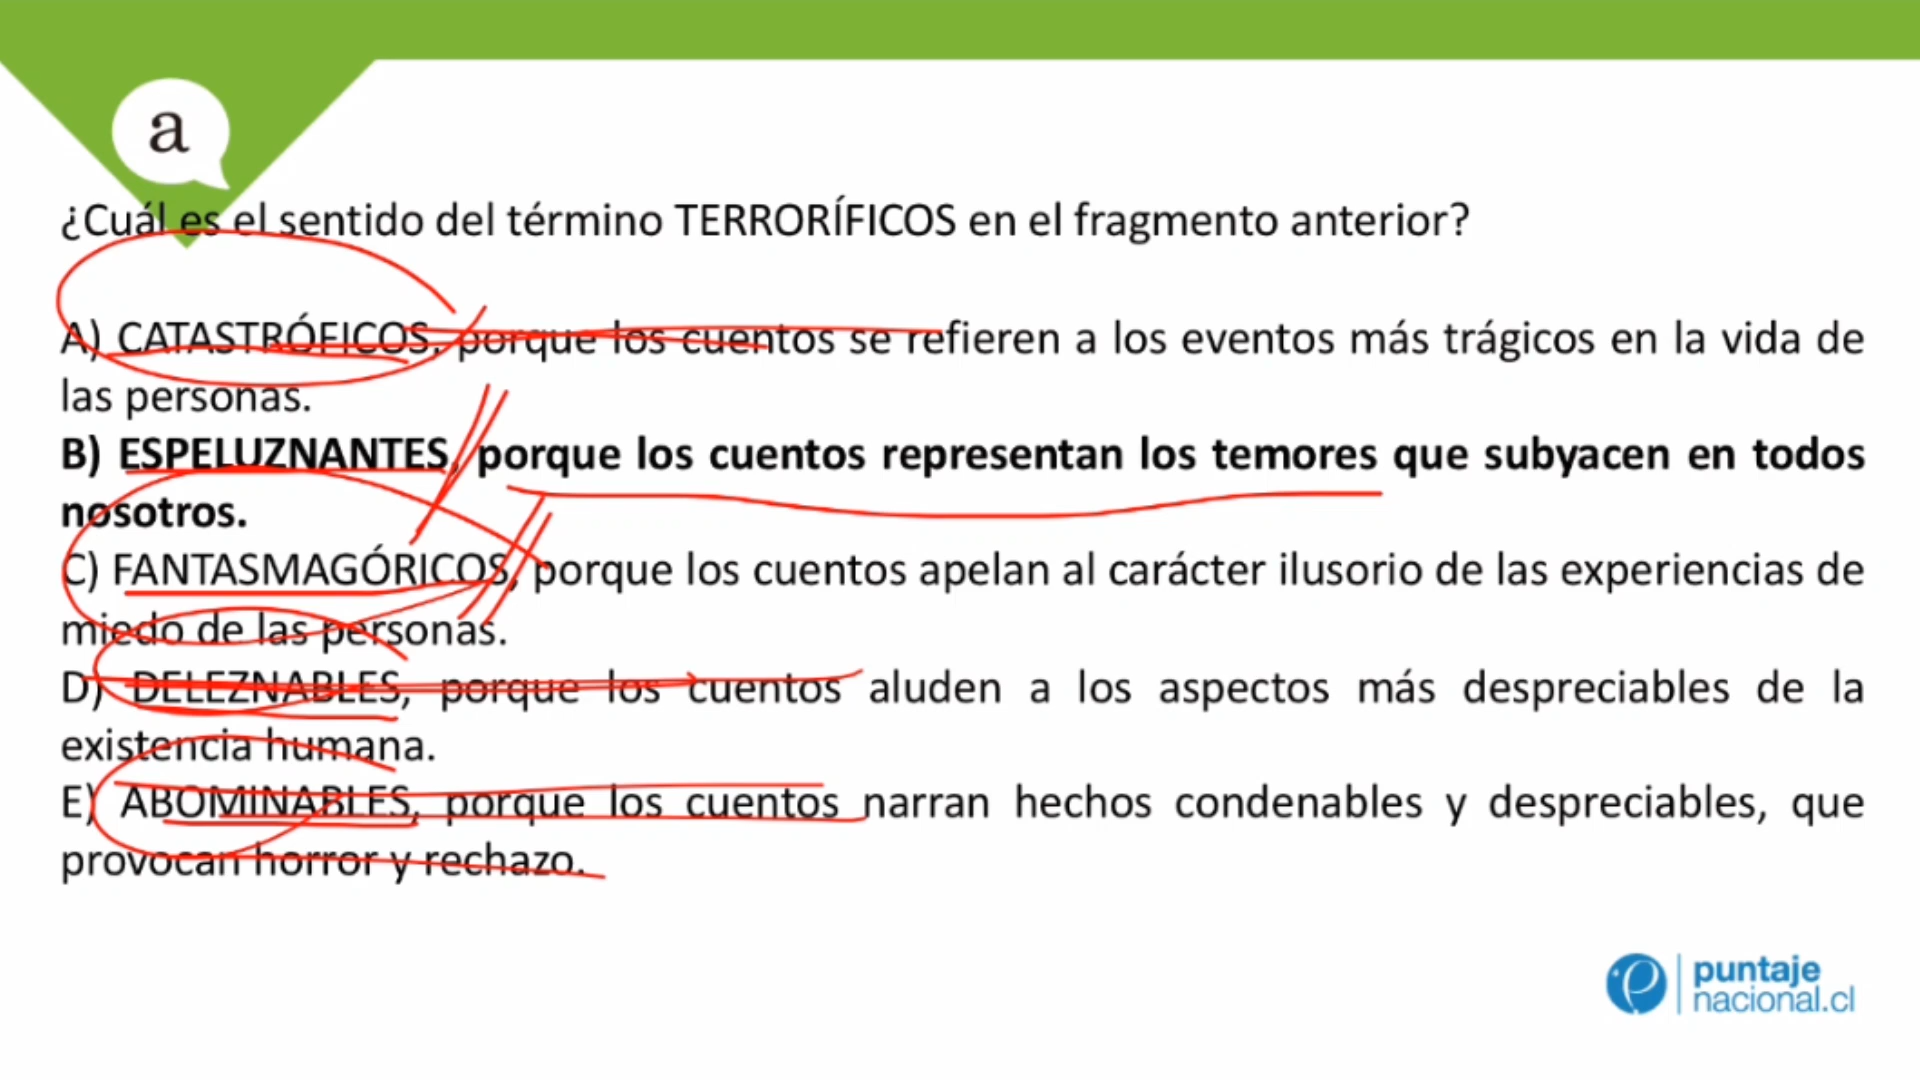 a
¿Cuál es el sentido del término TERRORÍFICOS en el fragmento anterior?
A) CATASTRÓFICOS, porque los cuentos se refieren a los eventos más trágicos en la vida de
las personas.
B) ESPELUZNANTES, porque los cuentos representan los temores que subyacen en todos
nosotros.
C) FANTASMAGÓRICOS, porque los cuentos apelan al carácter ilusorio de las experiencias de
miedo de las personas.
D) DELEZNABLES, porque los cuentos aluden a los aspectos más despreciables de la
existencia humana.
E) ABOMINABLES, porque los cuentos narran hechos condenables y despreciables, que
provocan horror y rechazo.
puntaje
nacional.cl